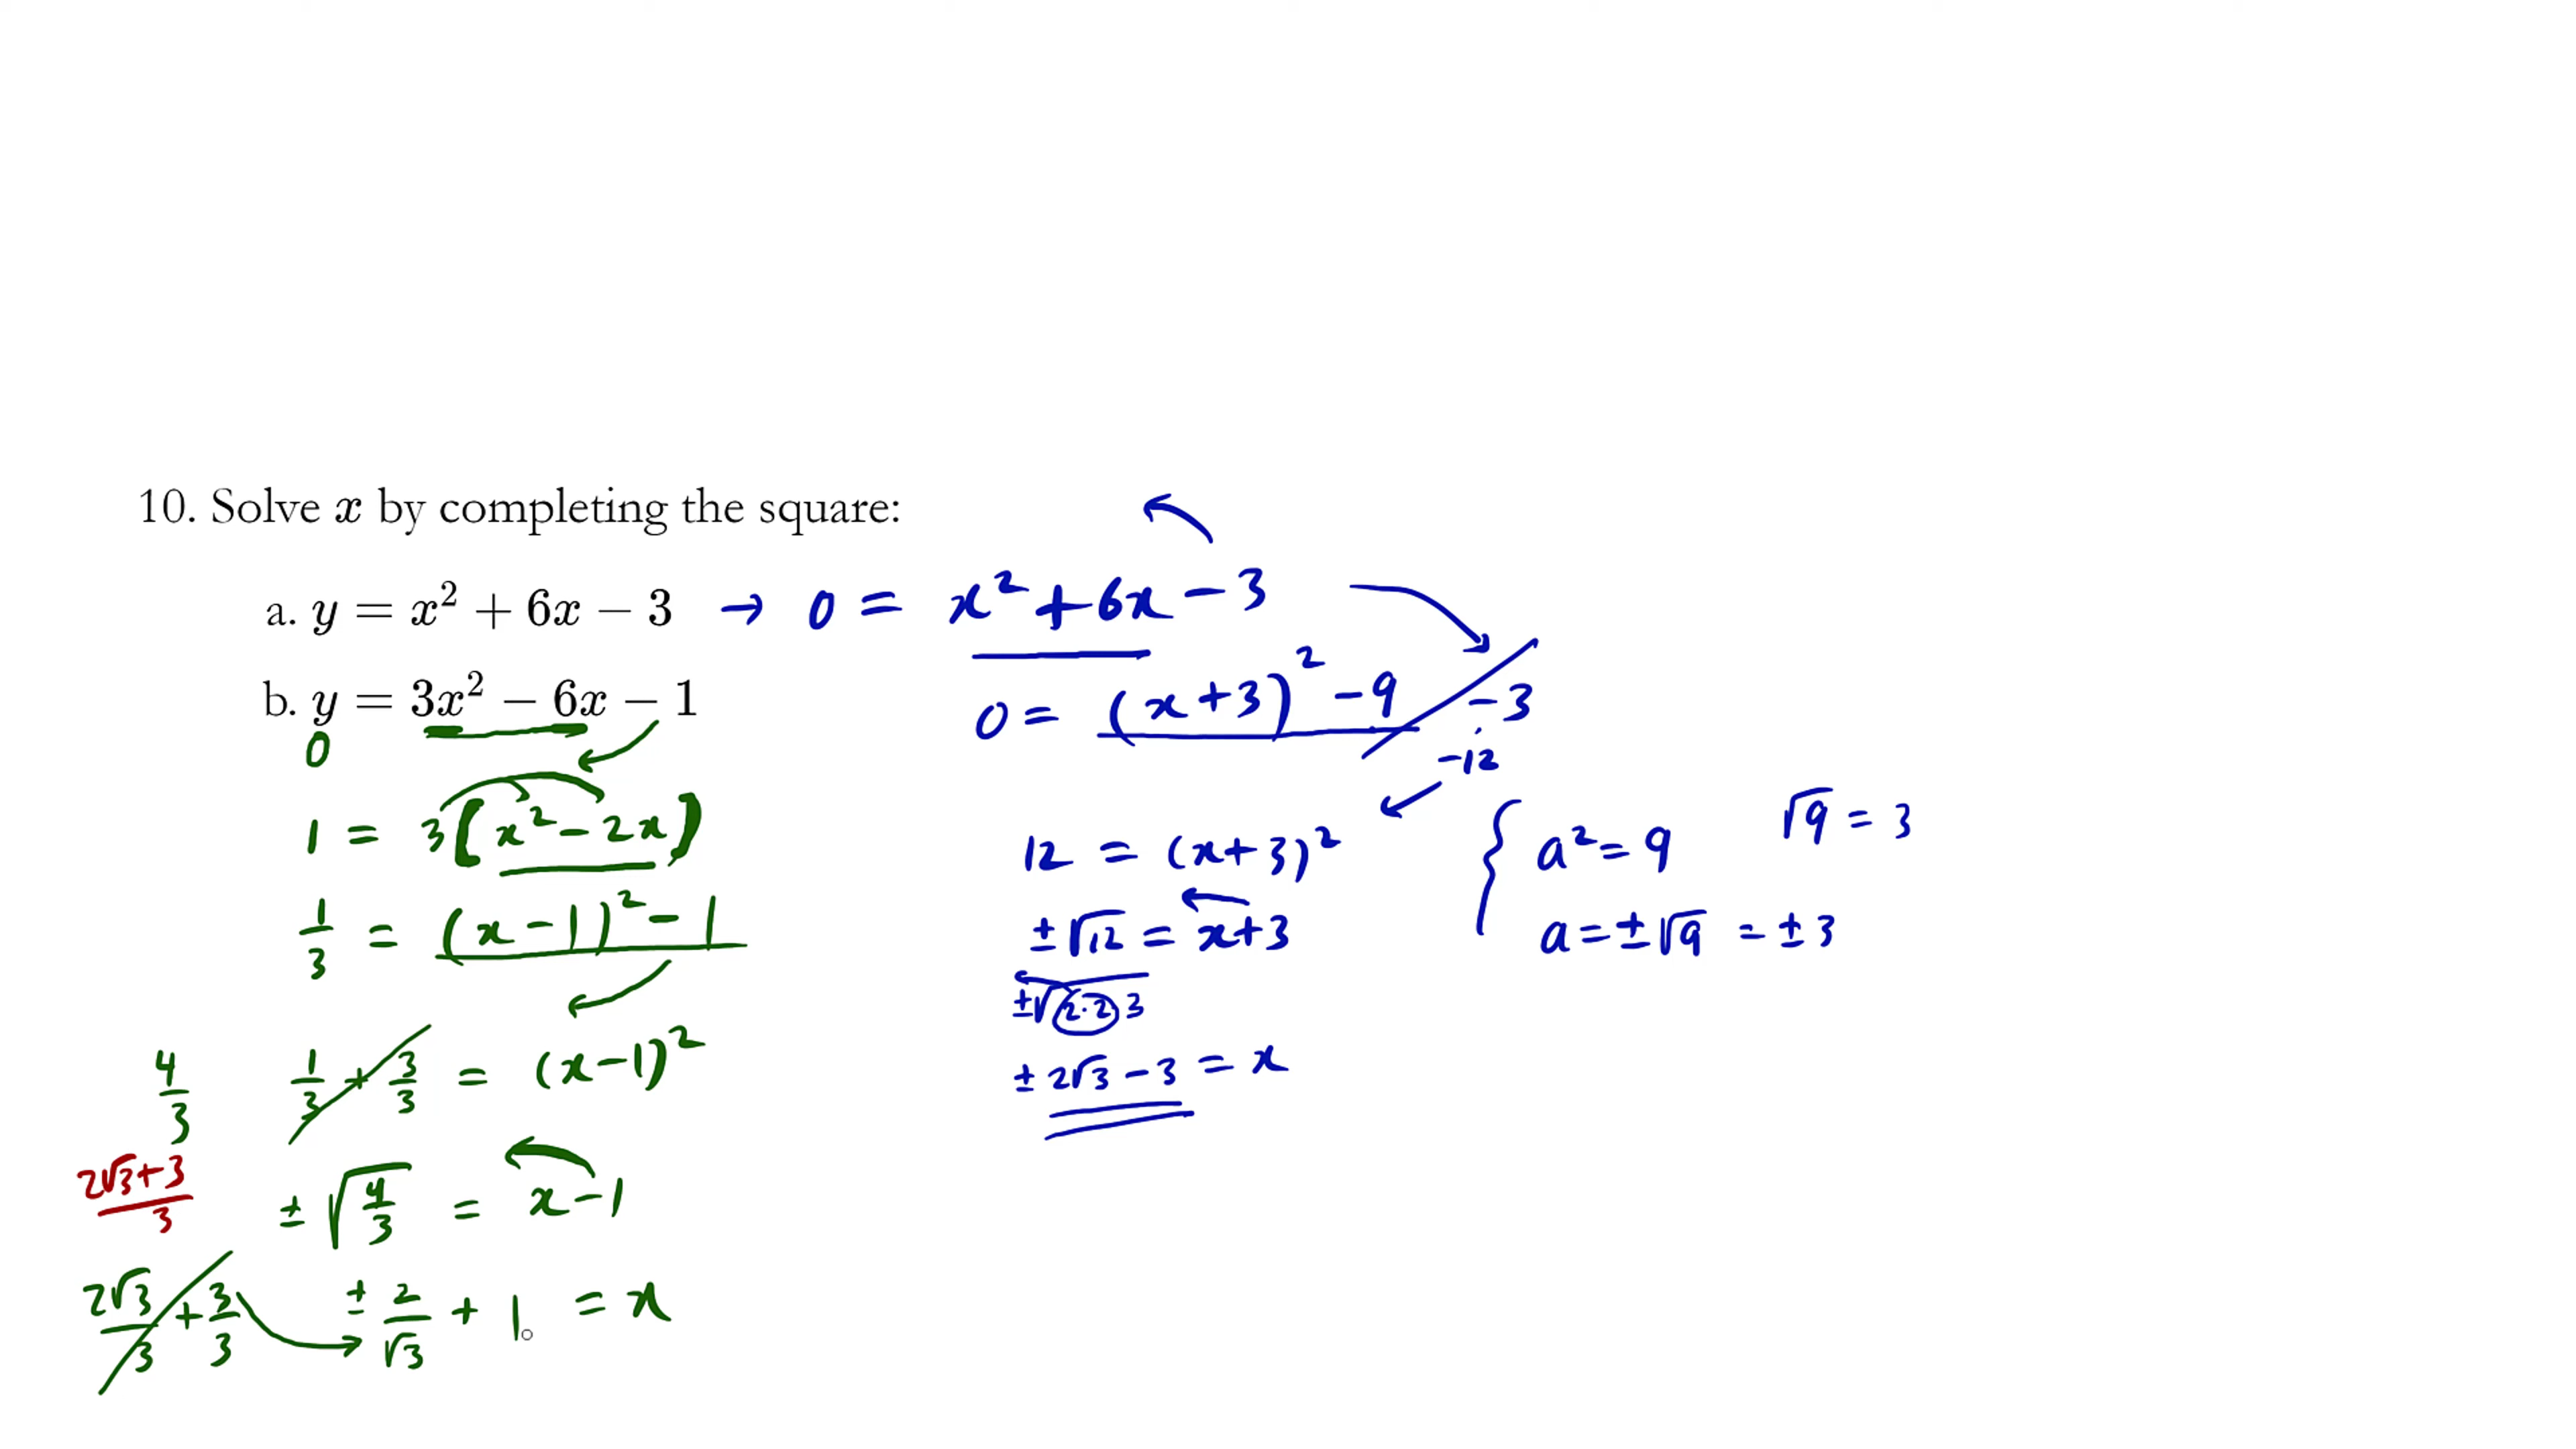 10. Solve x by completing the square:
a. y = x² + 6x − 3 → 0 = x² + 6x − 3
0 = (x + 3)² − 9 − 3
b. y = 3x² − 6x − 1
0
−12
1 = 3[x² − 2x]
1/3 = (x − 1)² − 1
1/3 + 3/3 = (x − 1)²
4/3
± √(4/3) = x − 1
2√3 + 3 / 3
± 2/√3 + 1 = x
2√3/3 + 3/3
12 = (x + 3)²
± √12 = x + 3
± √(2·2 3)
± 2√3 − 3 = x
a² = 9
√9 = 3
a = ± √9 = ± 3